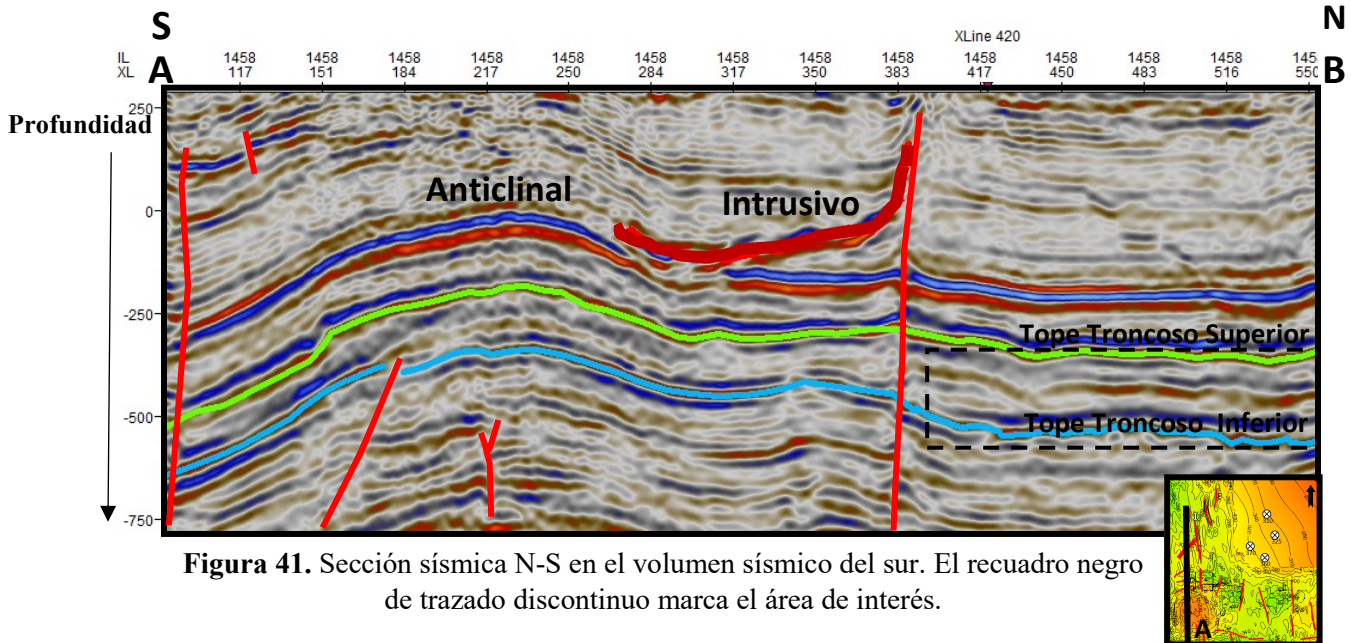 S
N
XLine 420
IL 1458 1458 1458 1458 1458 1458 1458 1458 1458 1458 1458 1458 1458
XL A 117 151 184 217 250 284 317 350 383 417 450 483 516 550 B
Profundidad
250
0
-250
-500
-750
Anticlinal
Intrusivo
Tope Troncoso Superior
Tope Troncoso Inferior
A
Figura 41. Sección sísmica N-S en el volumen sísmico del sur. El recuadro negro
de trazado discontinuo marca el área de interés.